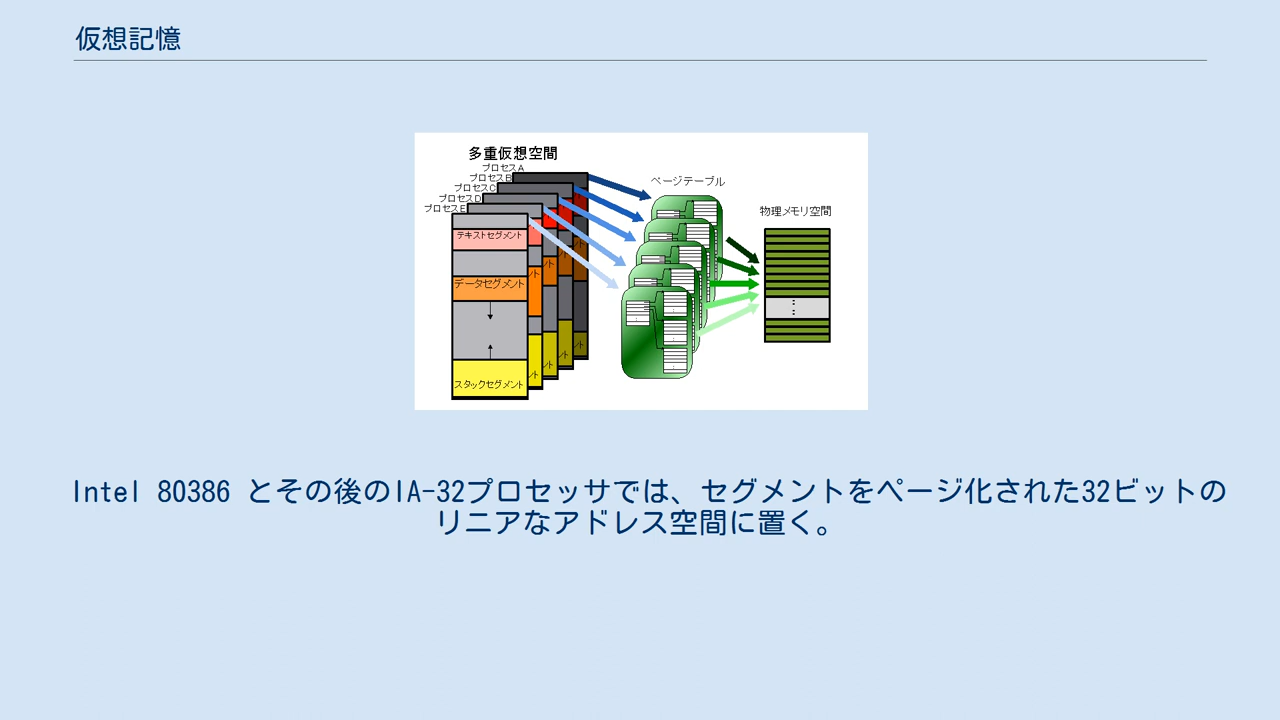 仮想記憶
多重仮想空間
プロセスA
プロセスB
プロセスC
プロセスD
プロセスE
テキストセグメント
データセグメント
スタックセグメント
ページテーブル
物理メモリ空間
Intel 80386 とその後のIA-32プロセッサでは、セグメントをページ化された32ビットの
リニアなアドレス空間に置く。